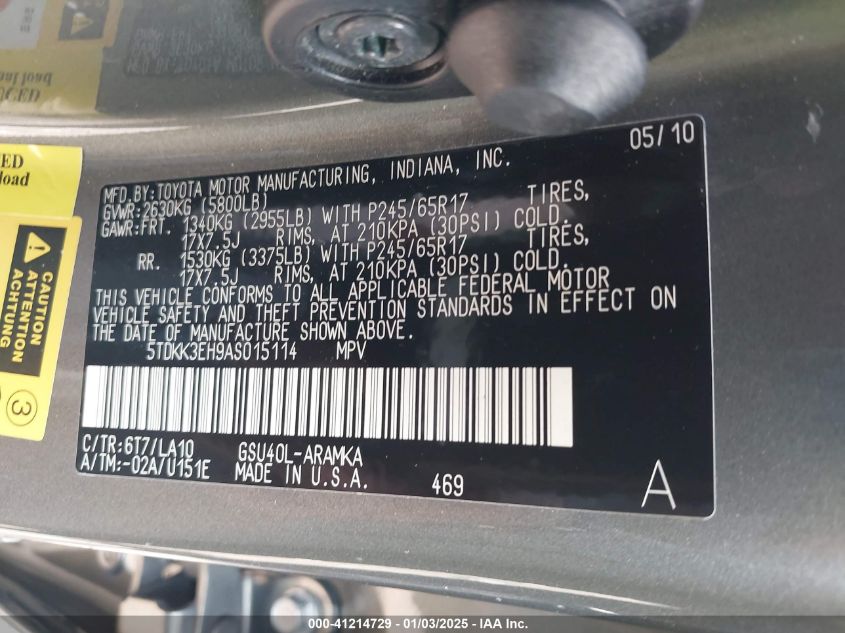 05/10
MFD.BY:TOYOTA MOTOR MANUFACTURING, INDIANA, INC.
GVWR:2630KG (5800LB)
GAWR:FRT. 1340KG (2955LB) WITH P245/65R17 TIRES,
17X7.5J RIMS, AT 210KPA (30PSI) COLD.
RR. 1530KG (3375LB) WITH P245/65R17 TIRES,
17X7.5J RIMS, AT 210KPA (30PSI) COLD.
THIS VEHICLE CONFORMS TO ALL APPLICABLE FEDERAL MOTOR
VEHICLE SAFETY AND THEFT PREVENTION STANDARDS IN EFFECT ON
THE DATE OF MANUFACTURE SHOWN ABOVE.
5TDKK3EH9AS015114 MPV
C/TR:6T7/LA10 GSU40L-ARAMKA
A/TM:-02A/U151E MADE IN U.S.A. 469 A
load
CAUTION
ATTENTION
ACHTUNG
3
000-41214729 - 01/03/2025 - IAA Inc.